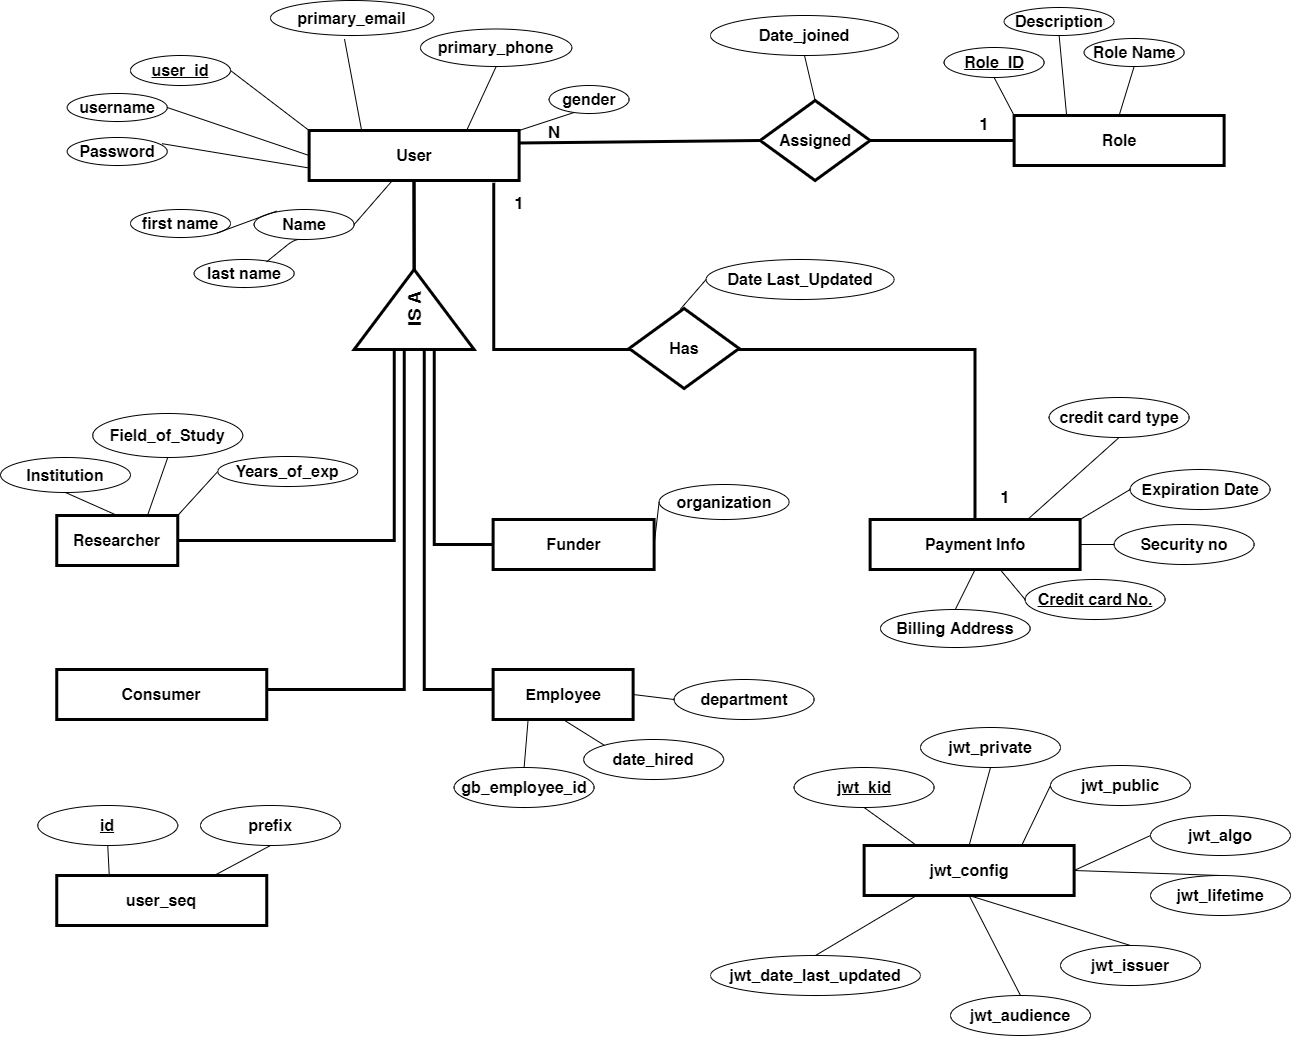 primary_email
primary_phone
user_id
username
Password
gender
User
first name
Name
last name
N
Date_joined
Assigned
1
Description
Role_ID
Role Name
Role
1
IS A
Date Last_Updated
Has
Field_of_Study
Institution
Years_of_exp
Researcher
organization
Funder
credit card type
1
Expiration Date
Payment Info
Security no
Credit card No.
Billing Address
Consumer
Employee
department
date_hired
gb_employee_id
id
prefix
user_seq
jwt_private
jwt_kid
jwt_public
jwt_algo
jwt_config
jwt_lifetime
jwt_issuer
jwt_date_last_updated
jwt_audience